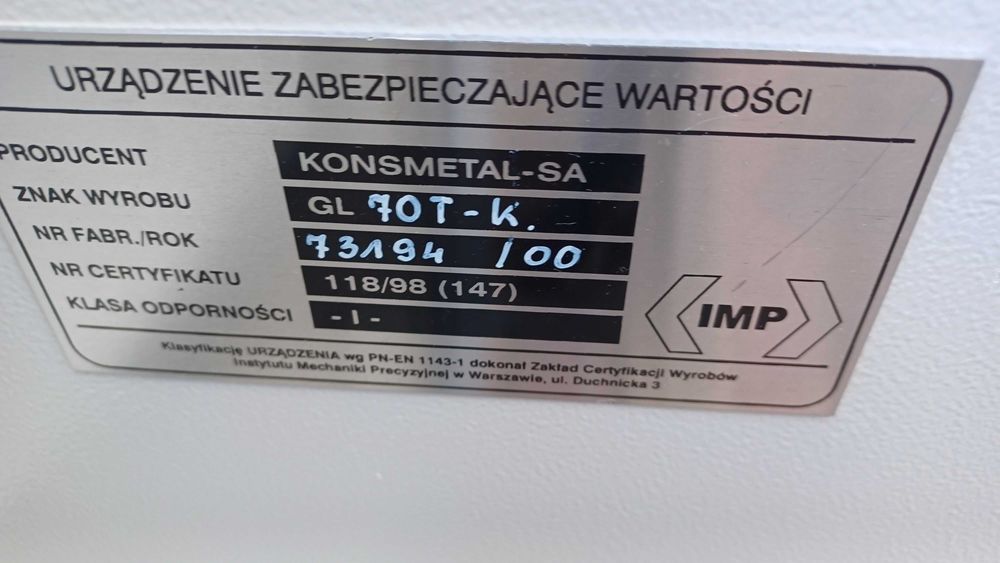 URZĄDZENIE ZABEZPIECZAJĄCE WARTOŚCI
PRODUCENT KONSMETAL-SA
ZNAK WYROBU GL 70T-K.
NR FABR./ROK 73194 /00
NR CERTYFIKATU 118/98 (147)
KLASA ODPORNOŚCI - I -
IMP
Klasyfikację URZĄDZENIA wg PN-EN 1143-1 dokonał Zakład Certyfikacji Wyrobów
Instytutu Mechaniki Precyzyjnej w Warszawie, ul. Duchnicka 3